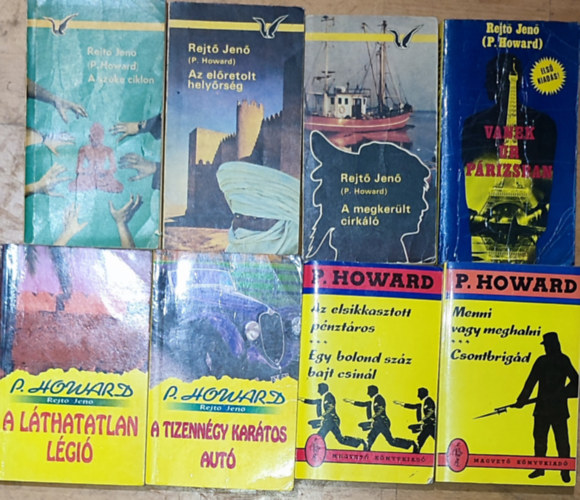 Rejtő Jenő
(P. Howard)
A szőke ciklon
Rejtő Jenő
(P. Howard)
Az előretolt
helyőrség
Rejtő Jenő
(P. Howard)
A megkerült
cirkáló
Rejtő Jenő
(P. Howard)
ELSŐ
KIADÁS!
VANEK
ÚR
PÁRIZSBAN
P. HOWARD
Rejtő Jenő
A LÁTHATATLAN
LÉGIÓ
P. HOWARD
Rejtő Jenő
A TIZENNÉGY KARÁTOS
AUTÓ
P. HOWARD
Az elsikkasztott
pénztáros
***
Egy bolond száz
bajt csinál
MAGVETŐ KÖNYVKIADÓ
P. HOWARD
Menni
vagy meghalni
***
Csontbrigád
MAGVETŐ KÖNYVKIADÓ